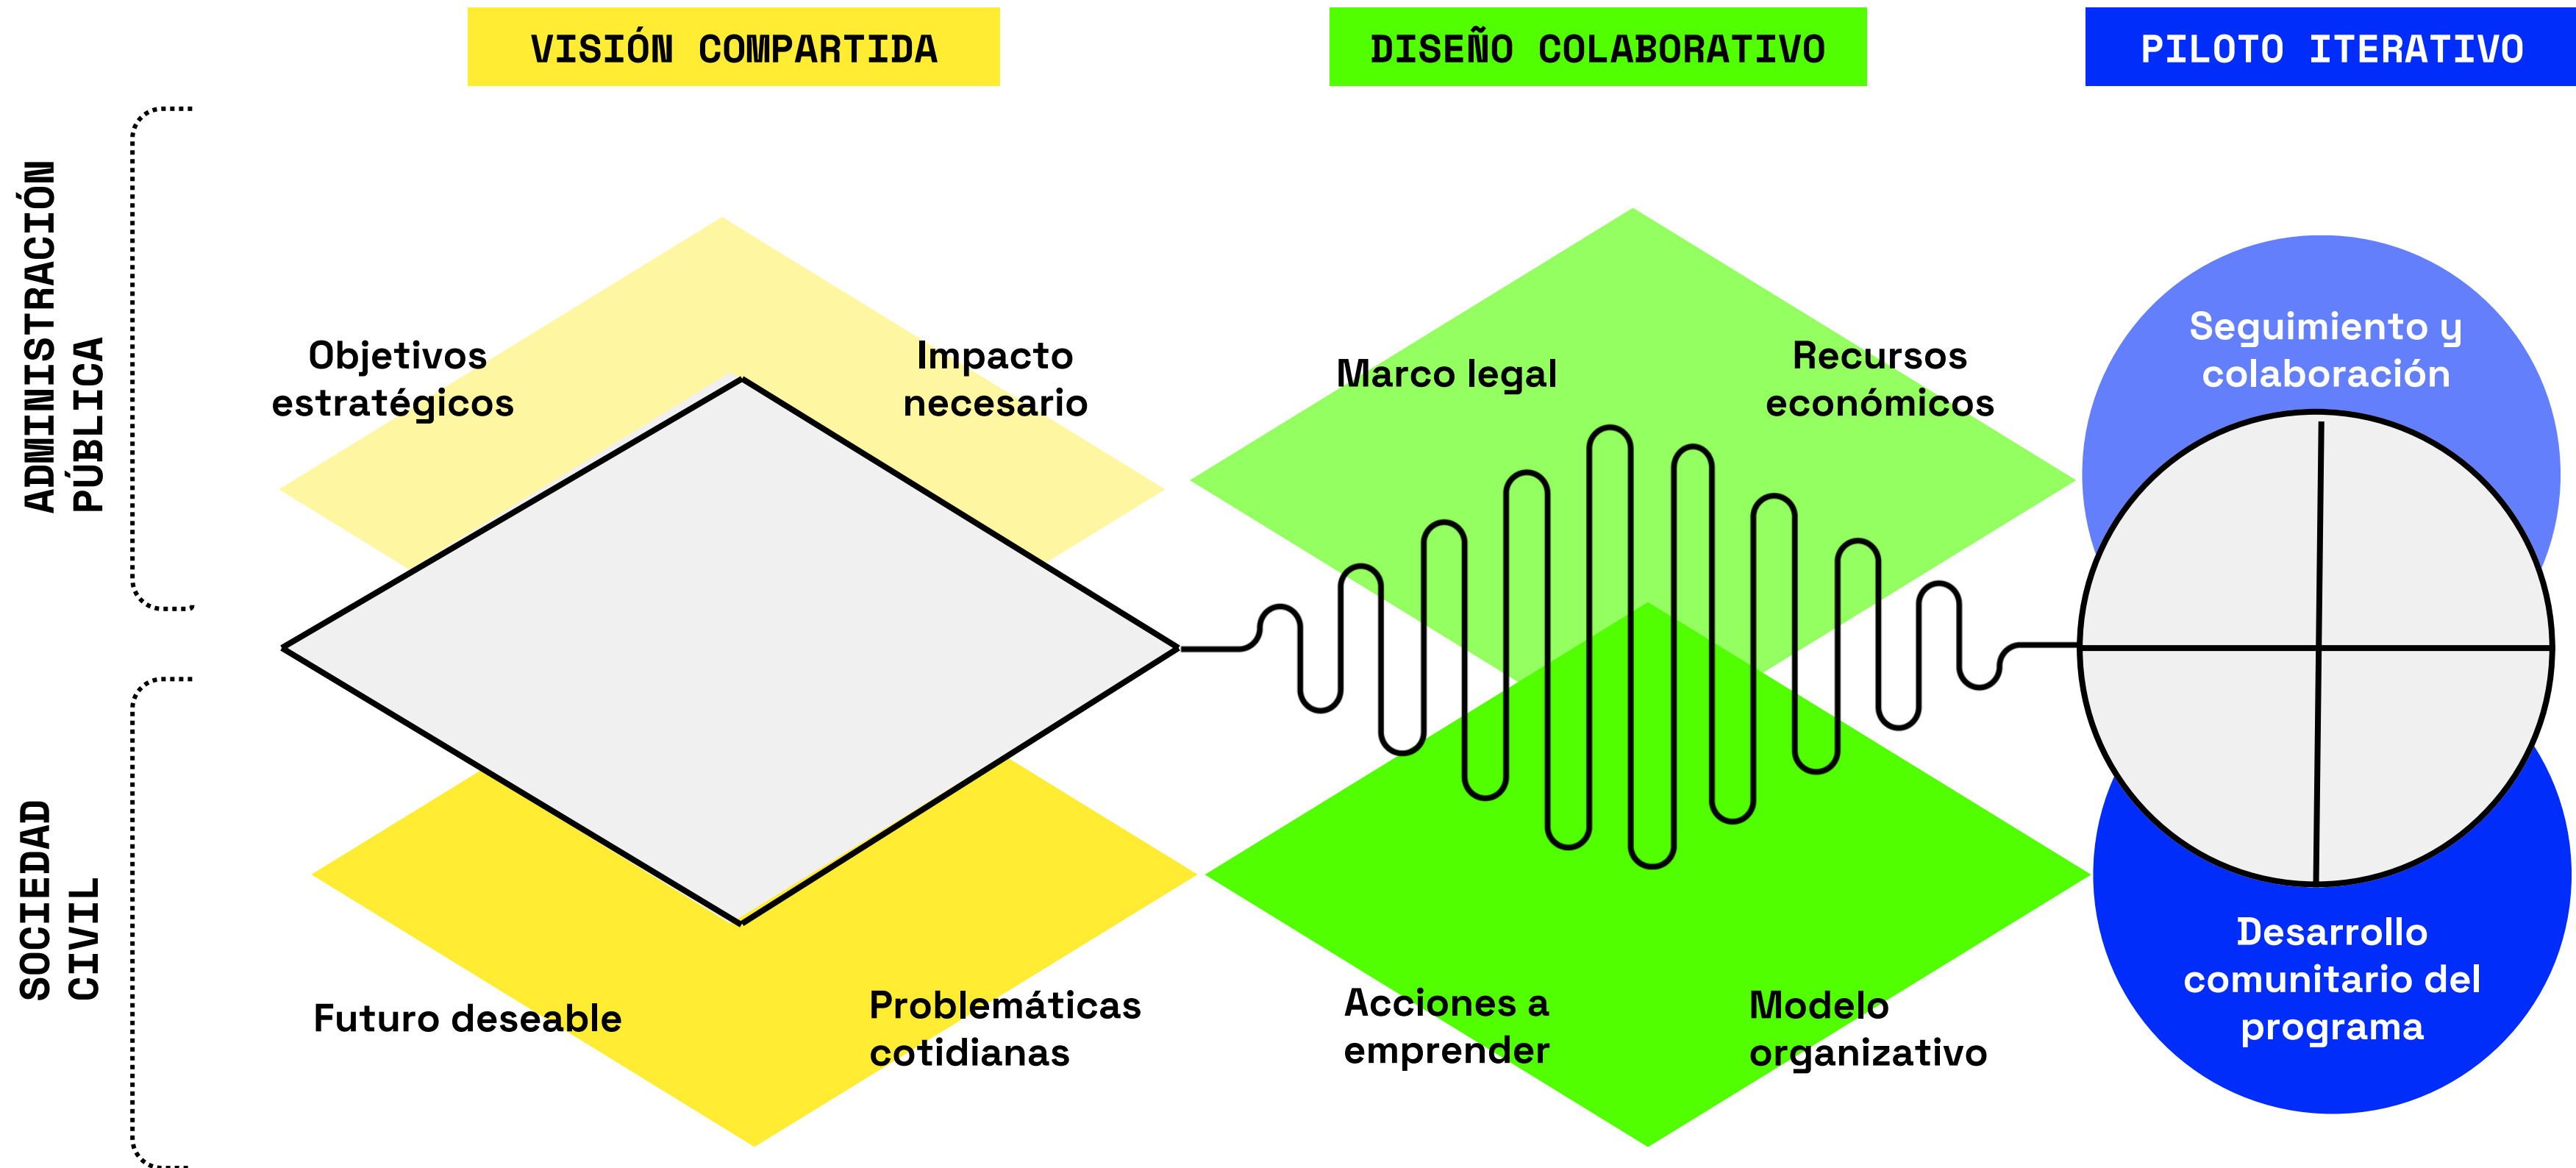 VISIÓN COMPARTIDA
DISEÑO COLABORATIVO
PILOTO ITERATIVO
ADMINISTRACIÓN
PÚBLICA
Objetivos
estratégicos
Impacto
necesario
Marco legal
Recursos
económicos
Seguimiento y
colaboración
SOCIEDAD
CIVIL
Futuro deseable
Problemáticas
cotidianas
Acciones a
emprender
Modelo
organizativo
Desarrollo
comunitario del
programa